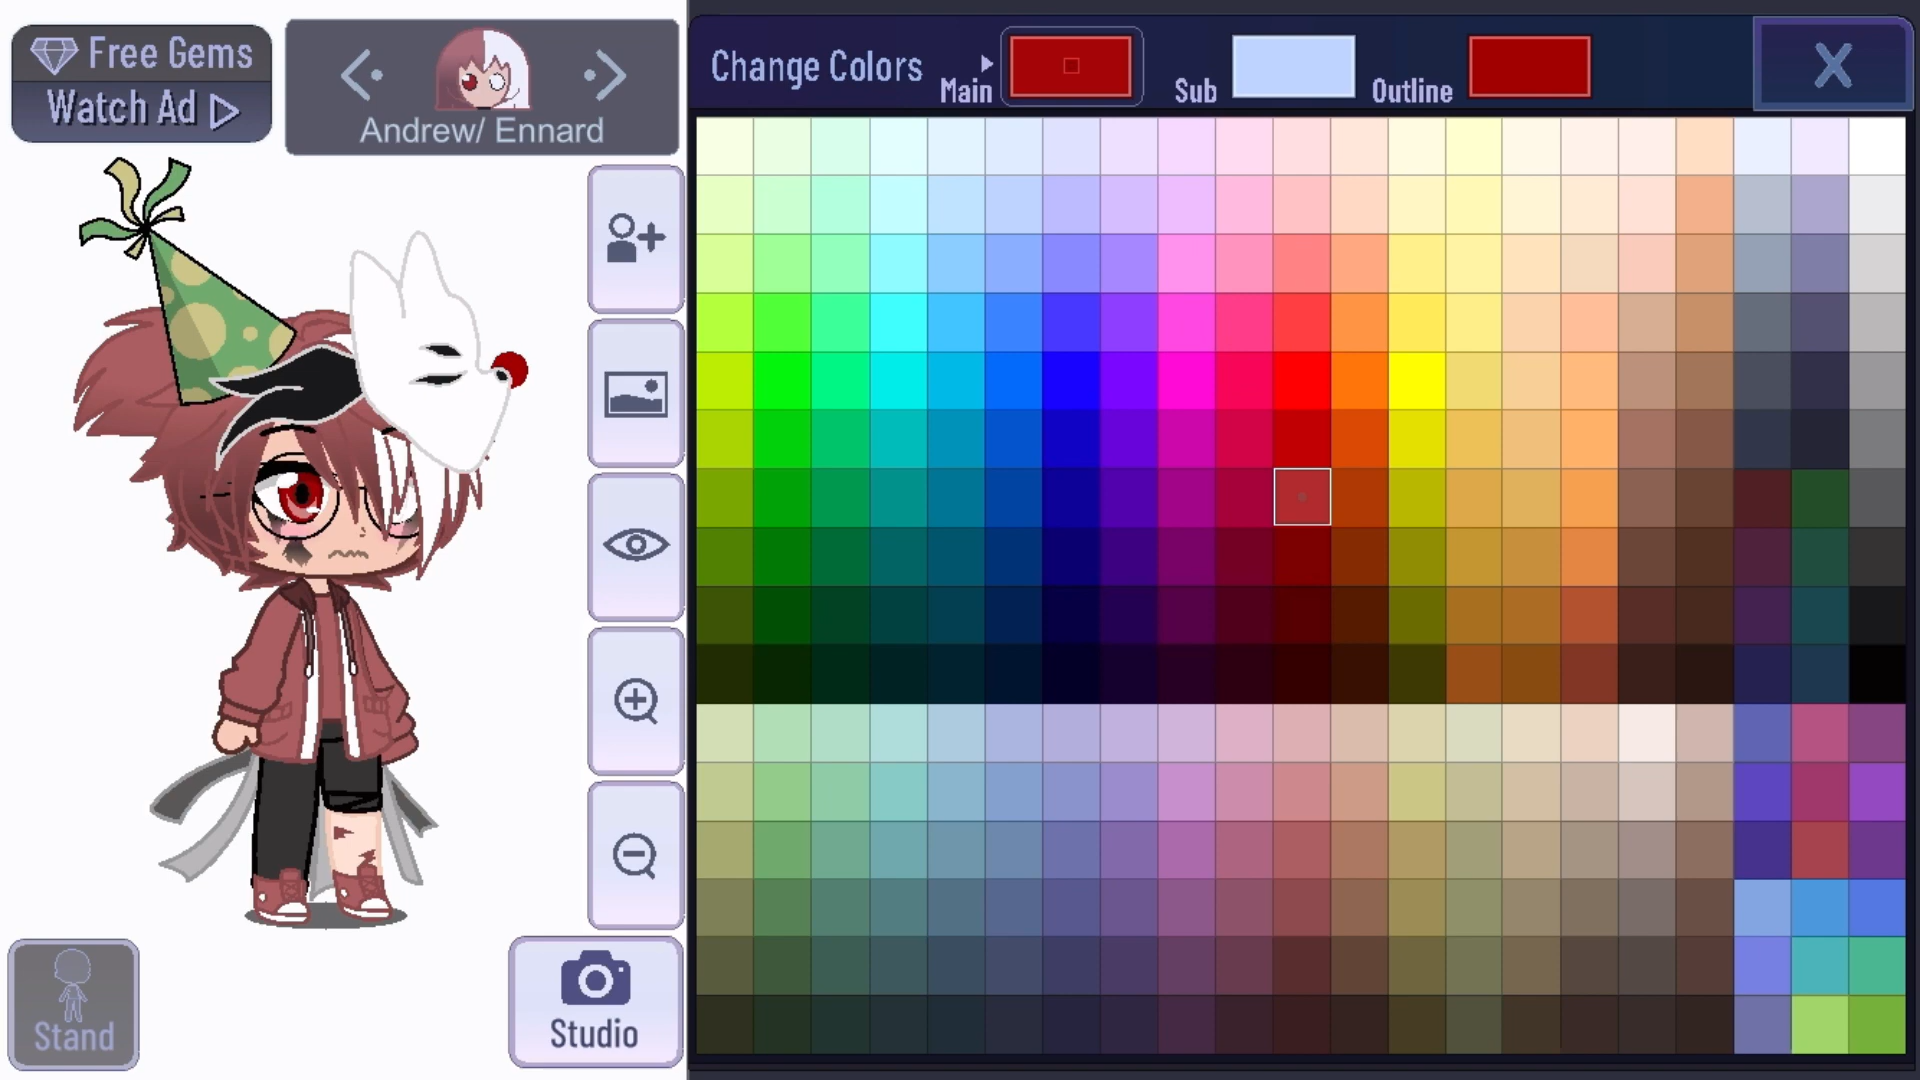 Free Gems
Watch Ad
Andrew/ Ennard
Change Colors
Main
Sub
Outline
X
Stand
Studio